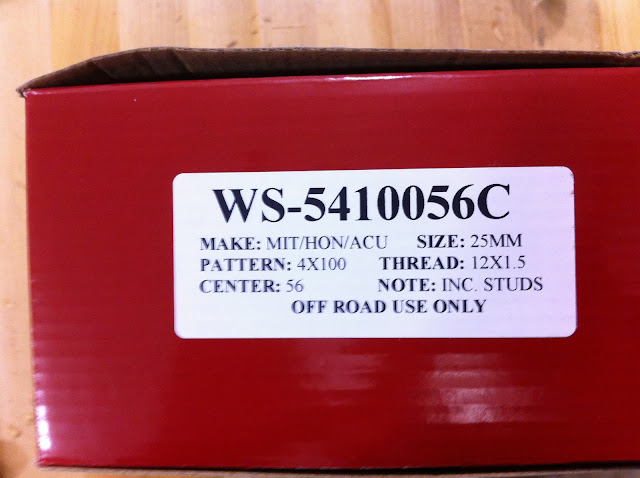 WS-5410056C
MAKE: MIT/HON/ACU SIZE: 25MM
PATTERN: 4X100 THREAD: 12X1.5
CENTER: 56 NOTE: INC. STUDS
OFF ROAD USE ONLY